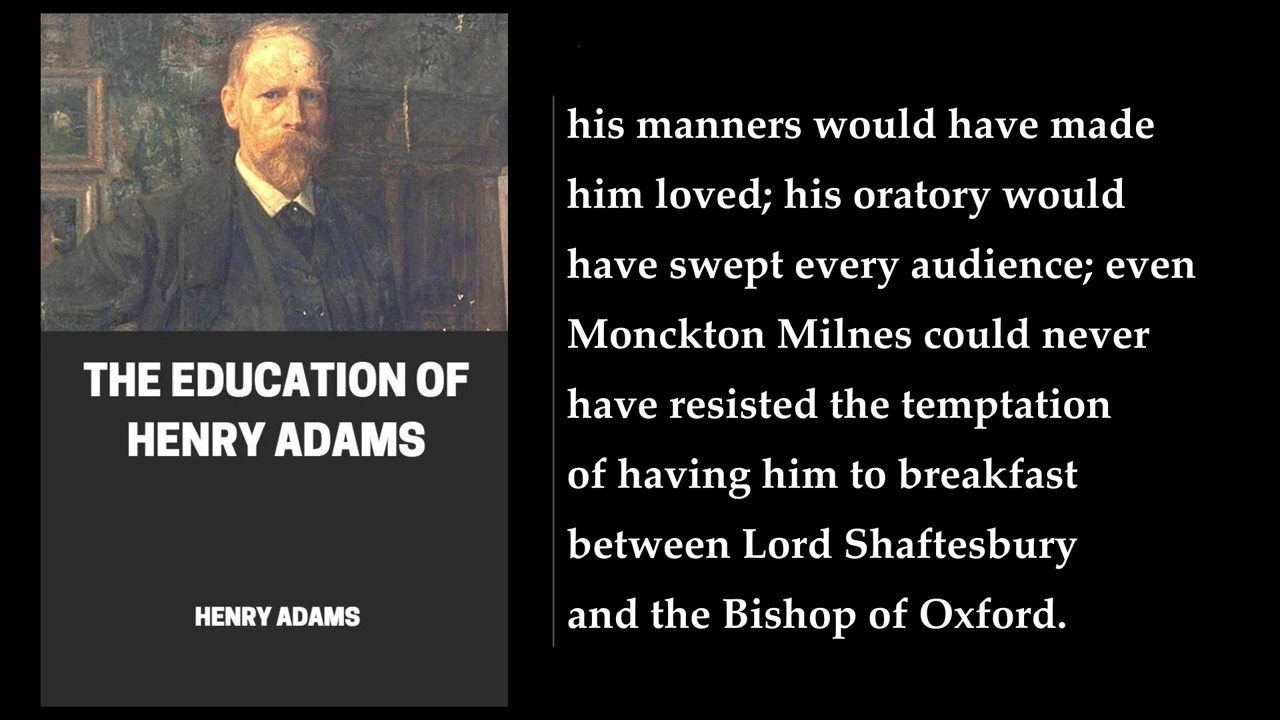 THE EDUCATION OF
HENRY ADAMS
HENRY ADAMS
his manners would have made
him loved; his oratory would
have swept every audience; even
Monckton Milnes could never
have resisted the temptation
of having him to breakfast
between Lord Shaftesbury
and the Bishop of Oxford.